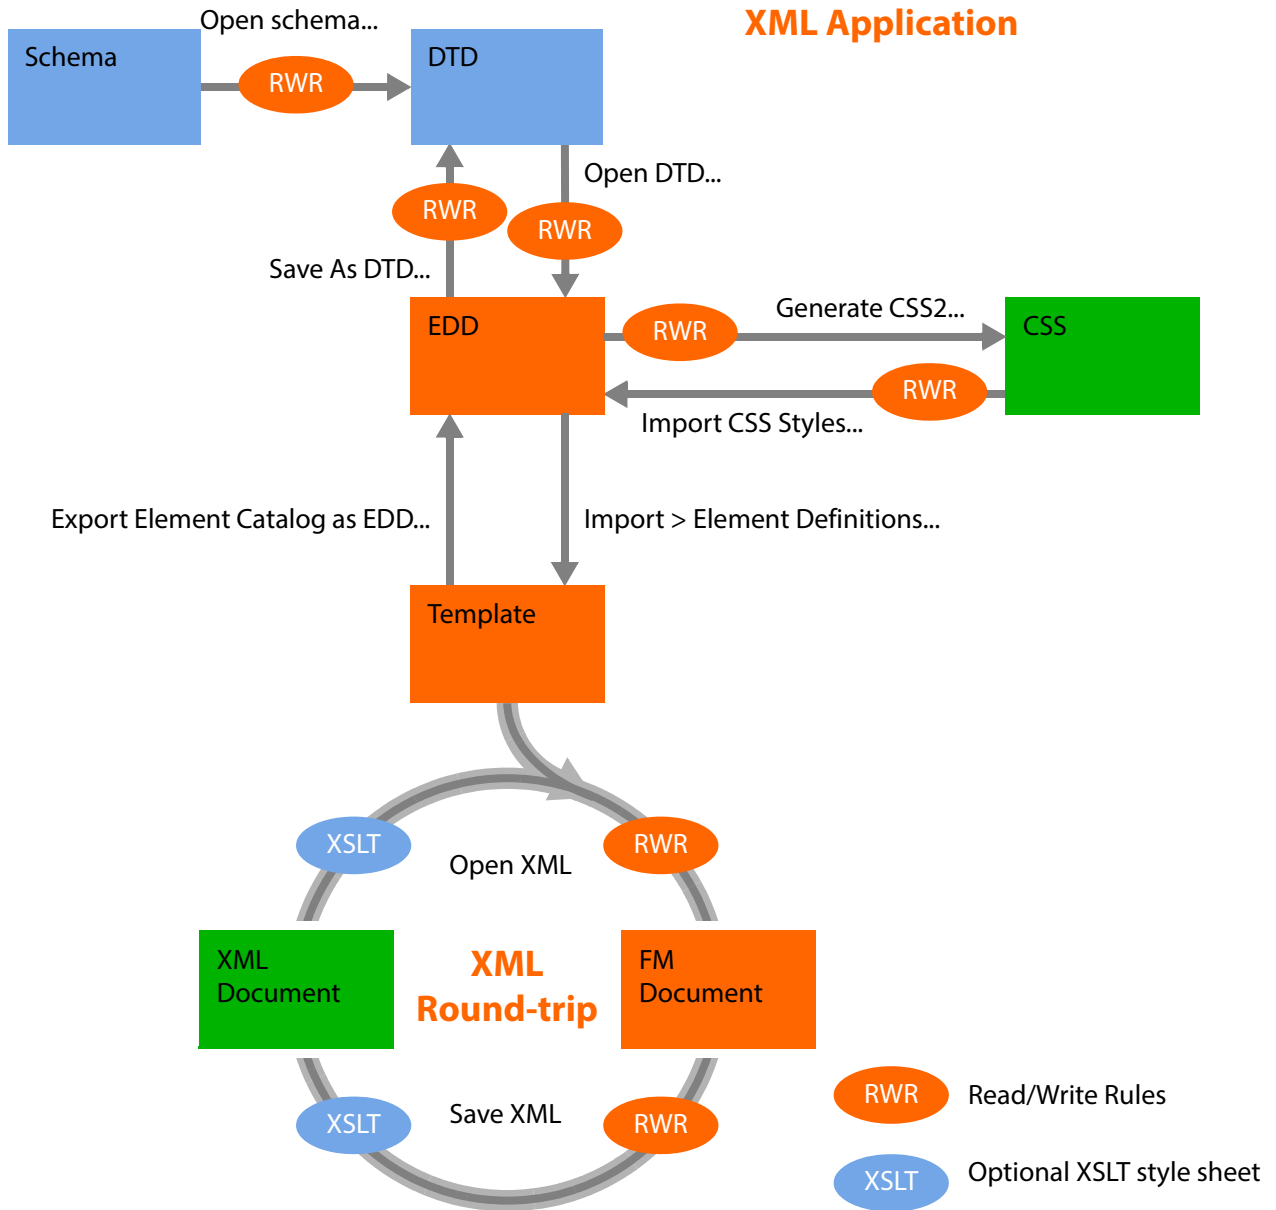 Open schema...
XML Application
Schema
RWR
DTD
Open DTD...
RWR
RWR
Save As DTD...
EDD
RWR
Generate CSS2...
CSS
RWR
Import CSS Styles...
Export Element Catalog as EDD...
Import > Element Definitions...
Template
XSLT
RWR
Open XML
XML
Document
XML
Round-trip
FM
Document
XSLT
Save XML
RWR
RWR
Read/Write Rules
XSLT
Optional XSLT style sheet